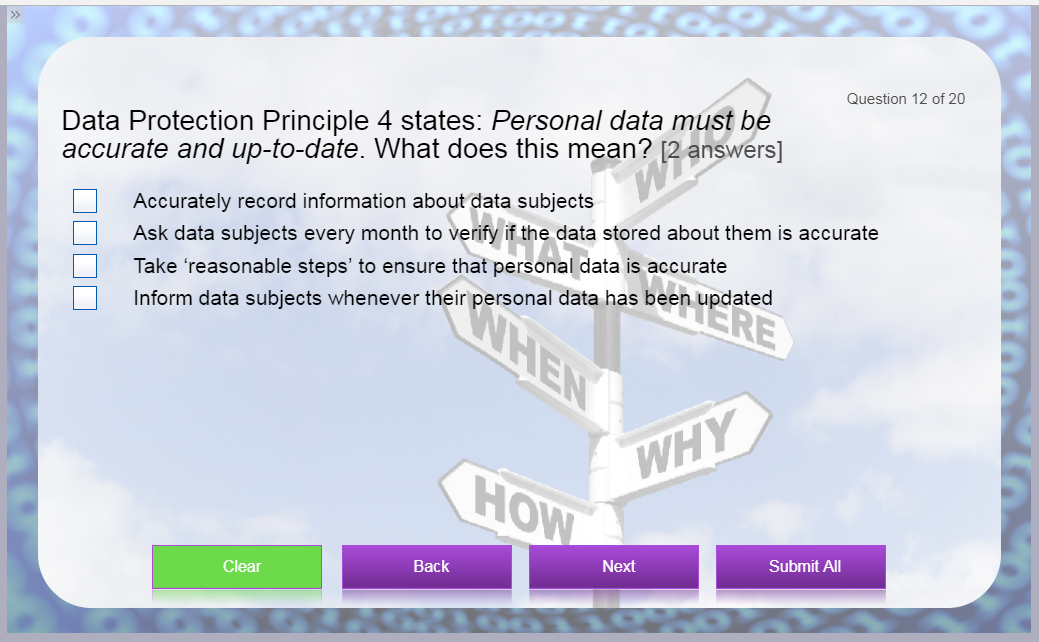 »
Question 12 of 20
Data Protection Principle 4 states: Personal data must be
accurate and up-to-date. What does this mean? [2 answers]
Accurately record information about data subjects
Ask data subjects every month to verify if the data stored about them is accurate
Take ‘reasonable steps’ to ensure that personal data is accurate
Inform data subjects whenever their personal data has been updated
WHO
WHAT
WHERE
WHEN
WHY
HOW
Clear
Back
Next
Submit All